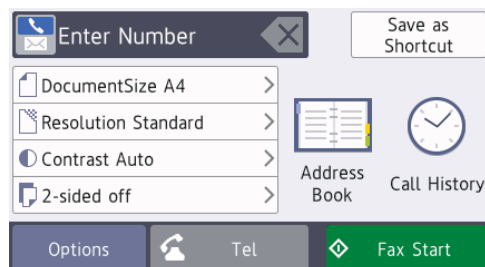 Enter Number
Save as
Shortcut
DocumentSize A4
Resolution Standard
Contrast Auto
2-sided off
Address
Book
Call History
Options
Tel
Fax Start